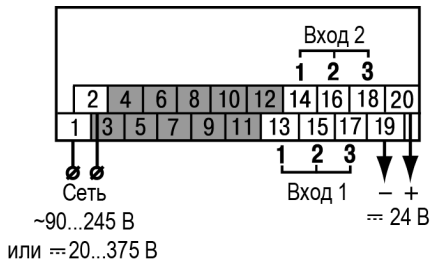 Вход 2
1 2 3
2 4 6 8 10 12 14 16 18 20
1 3 5 7 9 11 13 15 17 19
1 2 3
Сеть
Вход 1
– +
~90...245 В
⎓ 24 В
или ⎓20...375 В